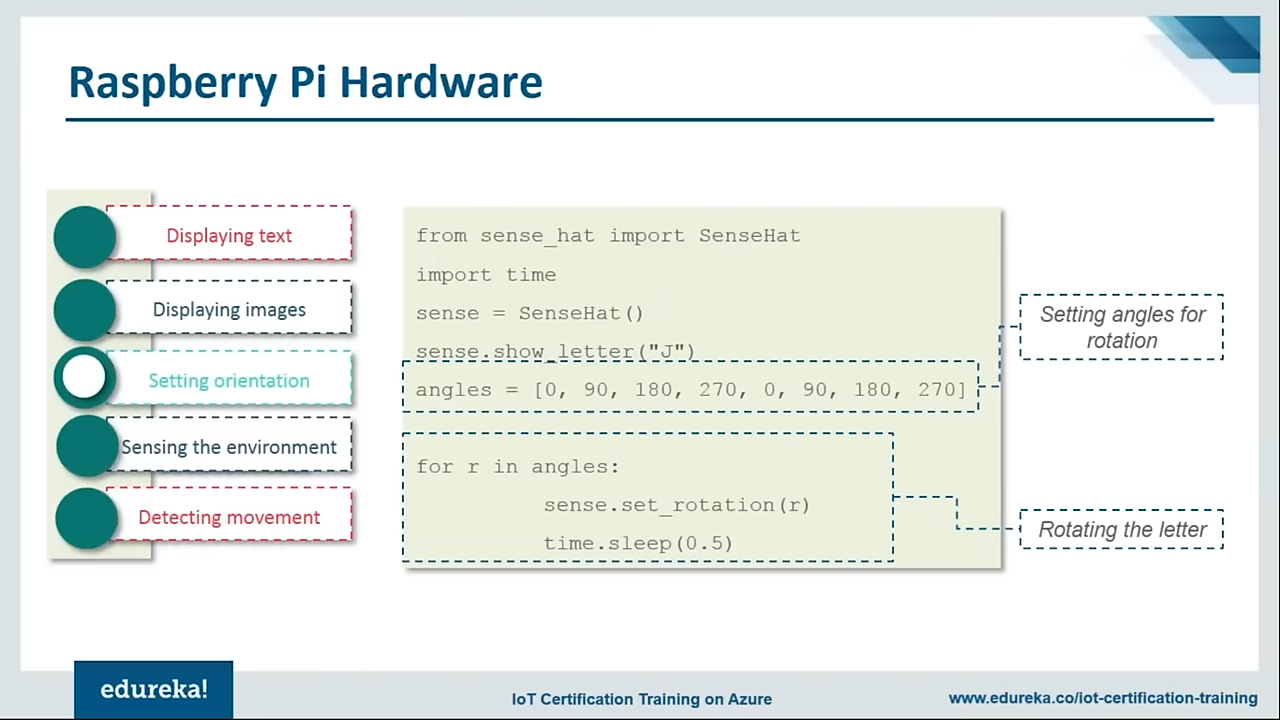 Raspberry Pi Hardware
Displaying text
Displaying images
Setting orientation
Sensing the environment
Detecting movement
from sense_hat import SenseHat
import time
sense = SenseHat()
sense.show_letter("J")
angles = [0, 90, 180, 270, 0, 90, 180, 270]
for r in angles:
sense.set_rotation(r)
time.sleep(0.5)
Setting angles for
rotation
Rotating the letter
edureka!
IoT Certification Training on Azure
www.edureka.co/iot-certification-training